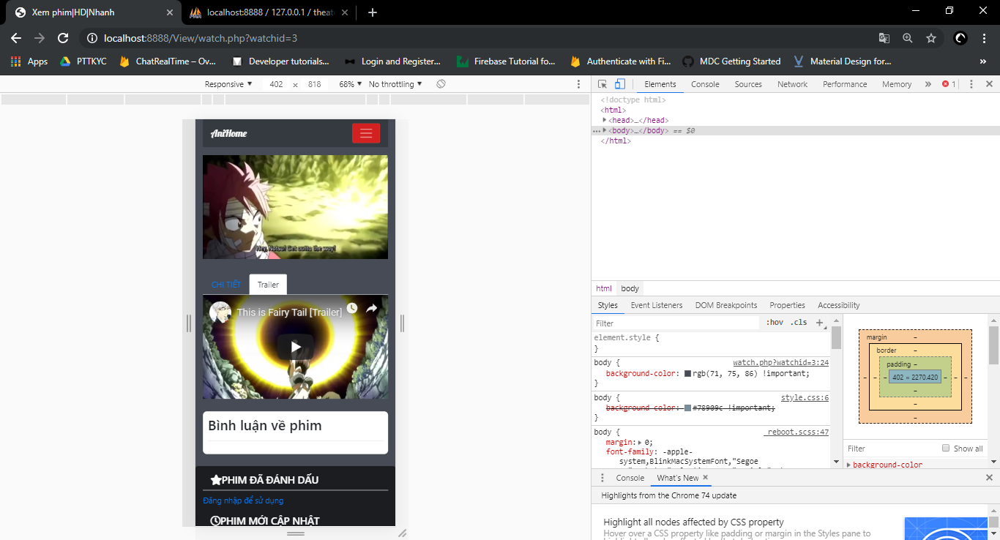 Xem phim|HD|Nhanh
localhost:8888 / 127.0.0.1 / theat
localhost:8888/View/watch.php?watchid=3
Apps PTTKYC ChatRealTime – Ov... Developer tutorials... Login and Register... Firebase Tutorial fo... Authenticate with Fi... MDC Getting Started Material Design for... »
Responsive ▼ 402 × 818 68% ▼ No throttling ▼
AniHome
Hey, Natsu! Get outta the way!
CHI TIẾT Trailer
This is Fairy Tail [Trailer]
Bình luận về phim
PHIM ĐÃ ĐÁNH DẤU
Đăng nhập để sử dụng
PHIM MỚI CẬP NHẬT
Elements Console Sources Network Performance Memory » 1
<!doctype html>
<html>
<head>…</head>
<body>…</body> == $0
</html>
html body
Styles Event Listeners DOM Breakpoints Properties Accessibility
Filter :hov .cls +
element.style {
}
body { watch.php?watchid=3:24
background-color: rgb(71, 75, 86) !important;
}
body { style.css:6
background-color: #78909c !important;
}
body { _reboot.scss:47
margin: 0;
font-family: -apple-
system,BlinkMacSystemFont,"Segoe
margin –
border –
padding –
– – – 402 × 2270.420 – – –
–
–
–
Filter Show all
background-color
Console What's New ×
Highlights from the Chrome 74 update
Highlight all nodes affected by CSS property
Hover over a CSS property like padding or margin in the Styles pane to